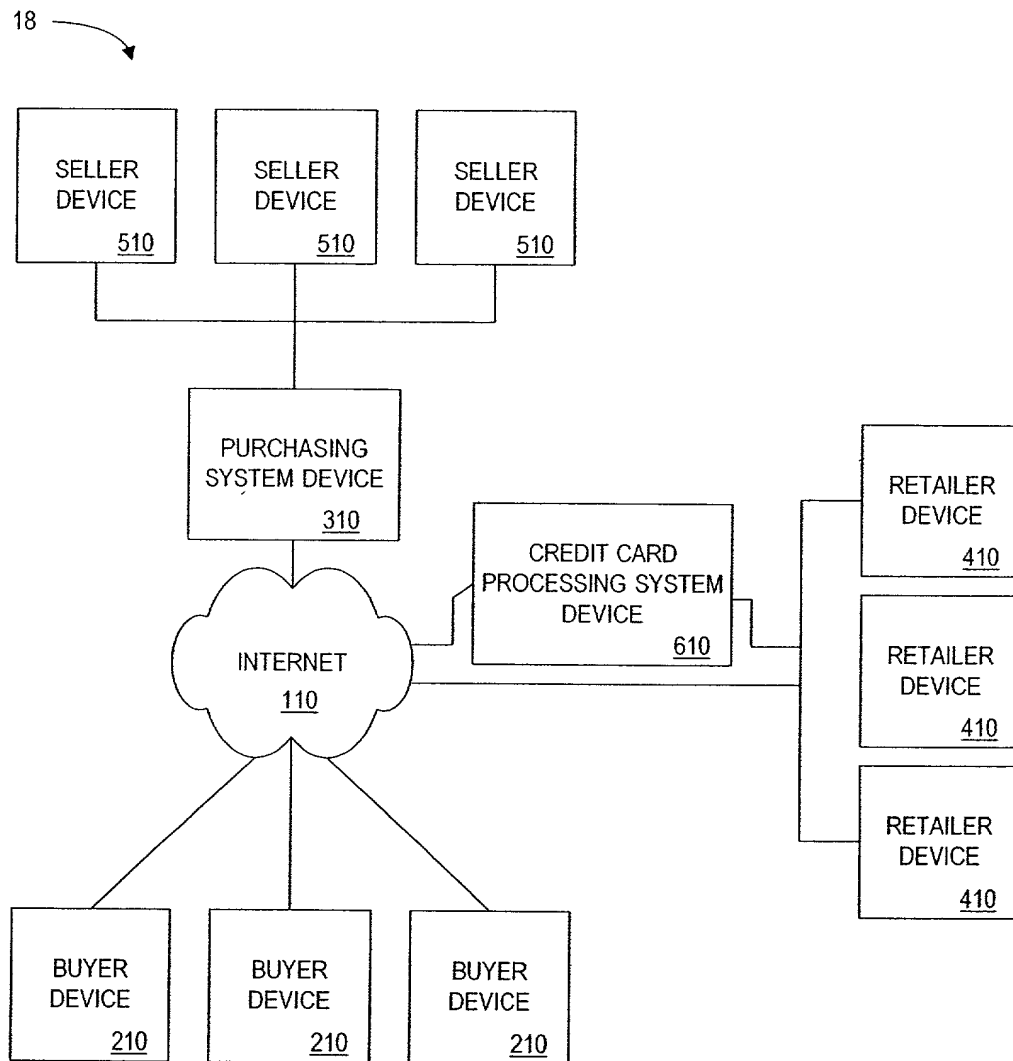 18
SELLER
DEVICE
510
SELLER
DEVICE
510
SELLER
DEVICE
510
PURCHASING
SYSTEM DEVICE
310
CREDIT CARD
PROCESSING SYSTEM
DEVICE
610
RETAILER
DEVICE
410
RETAILER
DEVICE
410
RETAILER
DEVICE
410
INTERNET
110
BUYER
DEVICE
210
BUYER
DEVICE
210
BUYER
DEVICE
210